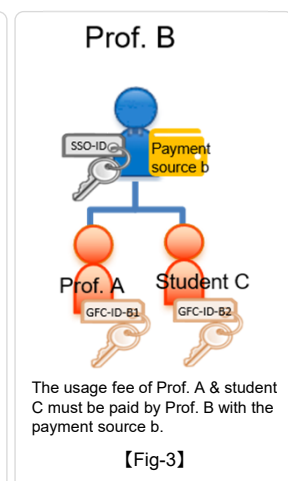 Prof. B
SSO-ID
Payment
source b
Prof. A
Student C
GFC-ID-B1
GFC-ID-B2
The usage fee of Prof. A & student
C must be paid by Prof. B with the
payment source b.
【Fig-3】